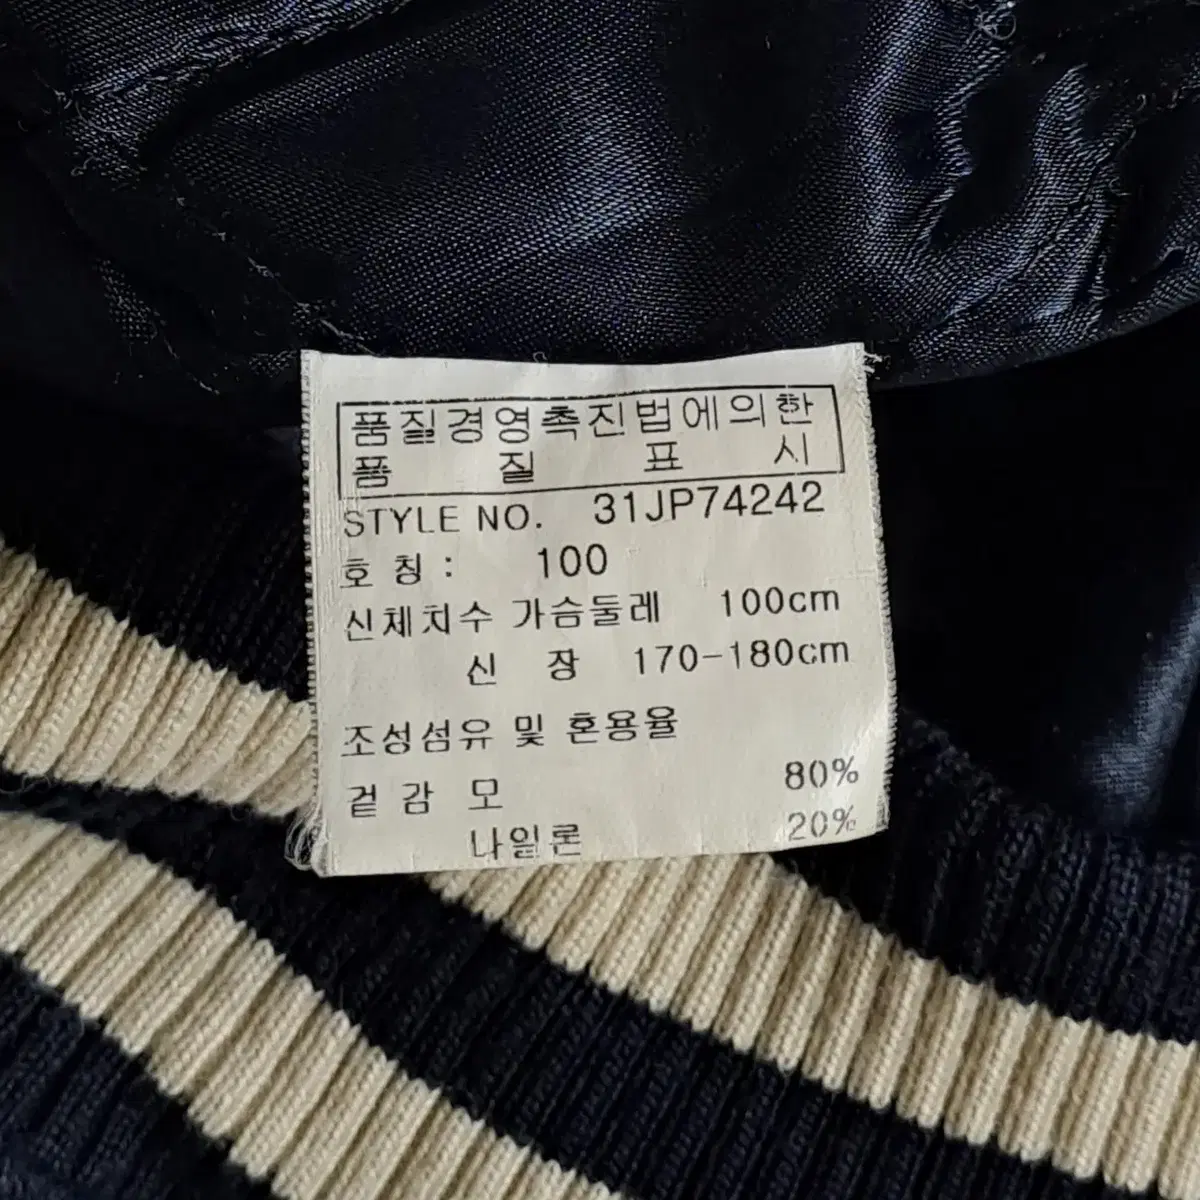 품질경영촉진법에의한
품 질 표 시
STYLE NO. 31JP74242
호 칭 : 100
신체치수 가슴둘레 100cm
신 장 170-180cm
조성섬유 및 혼용율
겉 감 모 80%
나일론 20%